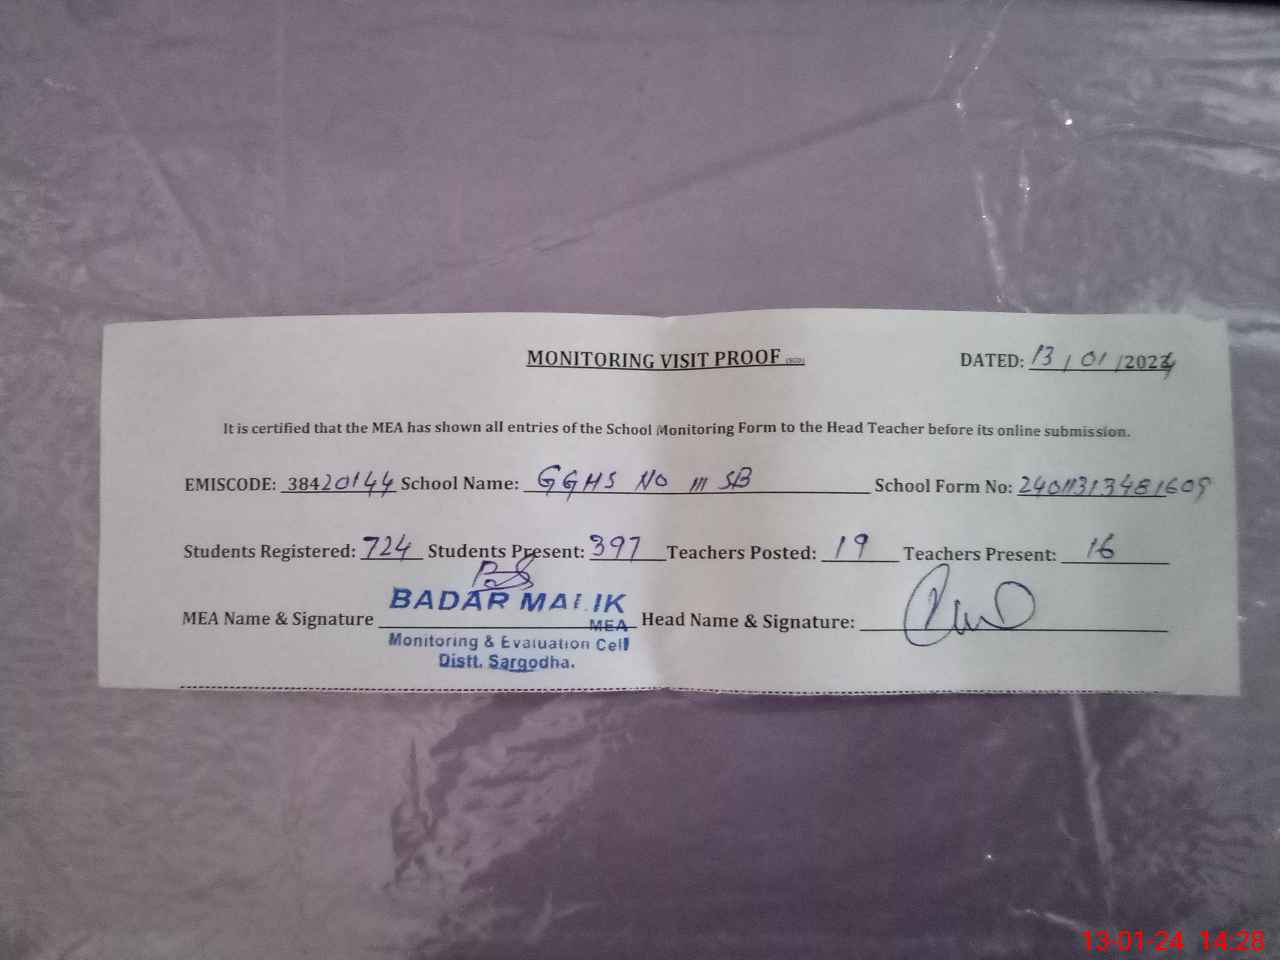 MONITORING VISIT PROOF
DATED: 13/01/2024
It is certified that the MEA has shown all entries of the School Monitoring Form to the Head Teacher before its online submission.
EMISCODE: 38420144 School Name: GGHS NO III SB School Form No: 24011313481609
Students Registered: 724 Students Present: 397 Teachers Posted: 19 Teachers Present: 16
MEA Name & Signature BADAR MALIK Head Name & Signature:
MEA
Monitoring & Evaluation Cell
Distt. Sargodha.
13-01-24 14:28